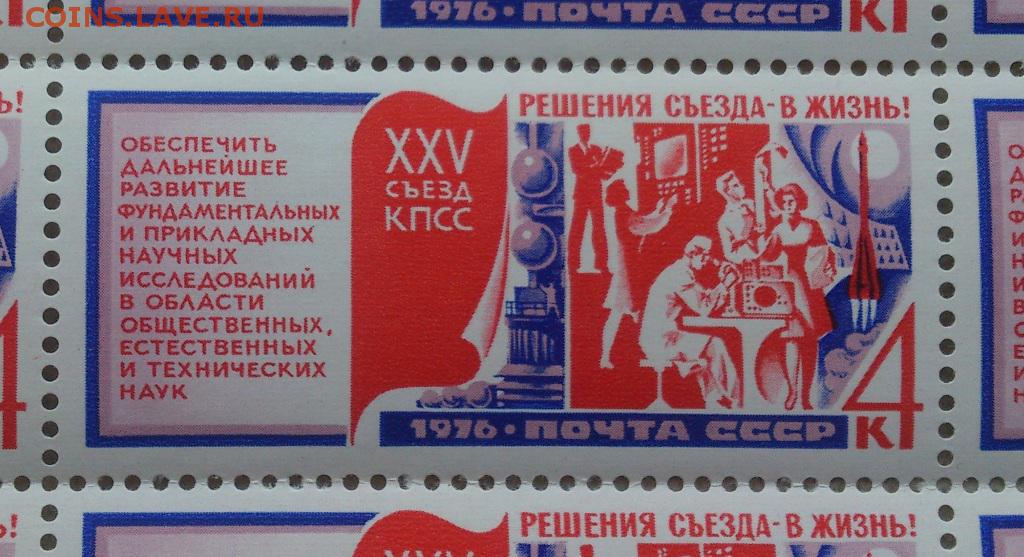 COINS.LAVE.RU
1976 · ПОЧТА СССР К
РЕШЕНИЯ СЪЕЗДА - В ЖИЗНЬ!
ОБЕСПЕЧИТЬ
ДАЛЬНЕЙШЕЕ
РАЗВИТИЕ
ФУНДАМЕНТАЛЬНЫХ
И ПРИКЛАДНЫХ
НАУЧНЫХ
ИССЛЕДОВАНИЙ
В ОБЛАСТИ
ОБЩЕСТВЕННЫХ,
ЕСТЕСТВЕННЫХ
И ТЕХНИЧЕСКИХ
НАУК
XXV
СЪЕЗД
КПСС
4
1976 · ПОЧТА СССР К
РЕШЕНИЯ СЪЕЗДА - В ЖИЗНЬ!
XXV